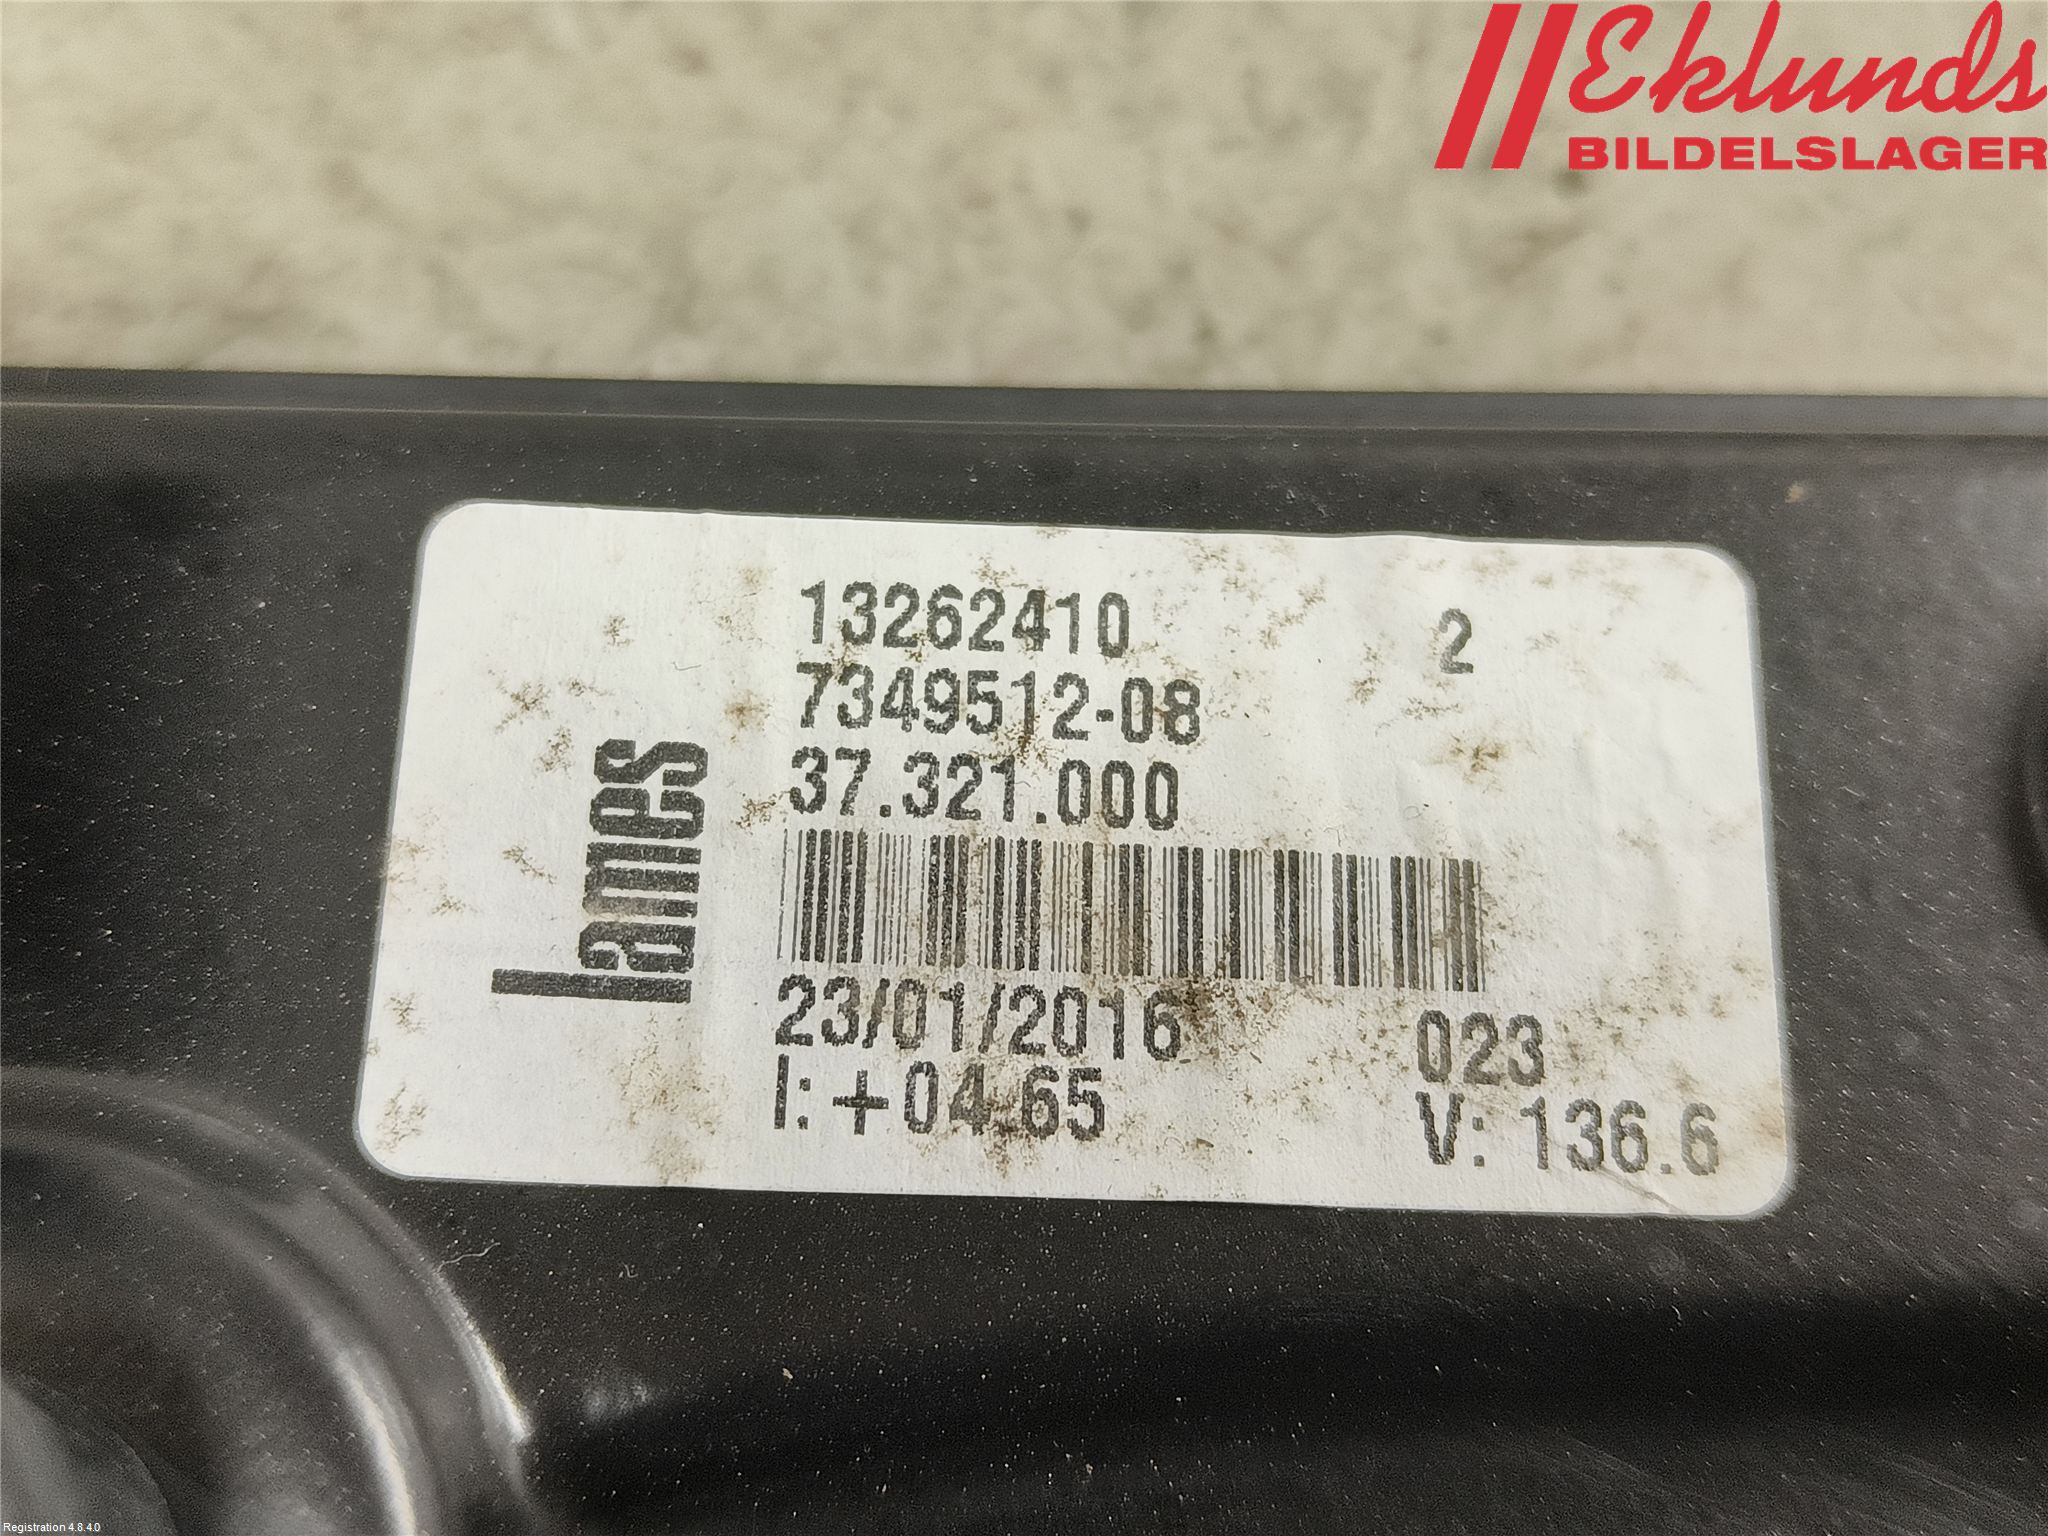 Eklunds
BILDELSLAGER
13262410 2
7349512-08
37.321.000
Lames
23/01/2016 023
I: +04.65 V: 136.6
Registration 4.8.4.0